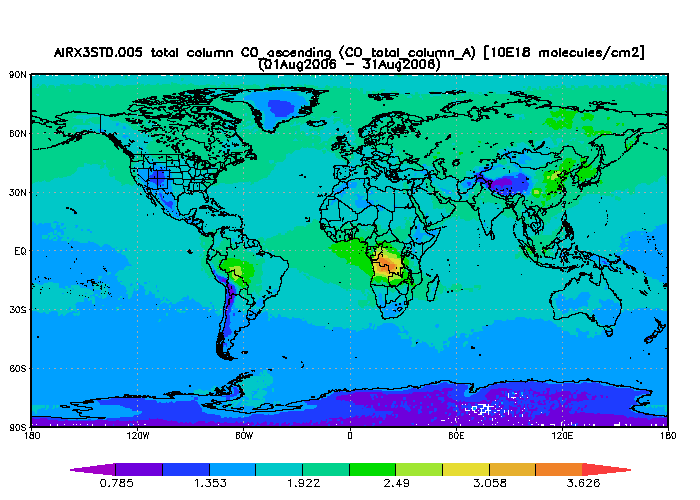 AIRX3STD.005 total column CO_ascending (CO_total_column_A) [10E18 molecules/cm2]
(01Aug2006 - 31Aug2006)
90N
60N
30N
EQ
30S
60S
90S
180 120W 60W 0 60E 120E 180
0.785 1.353 1.922 2.49 3.058 3.626